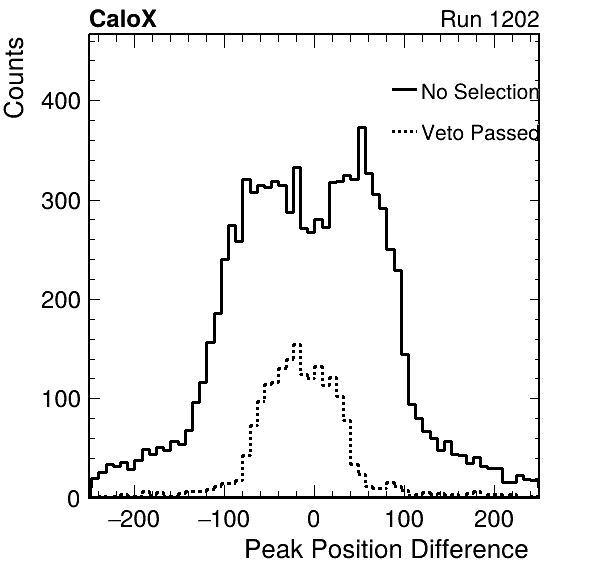 CaloX Run 1202
Counts
No Selection
Veto Passed
400
300
200
100
0
−200 −100 0 100 200
Peak Position Difference